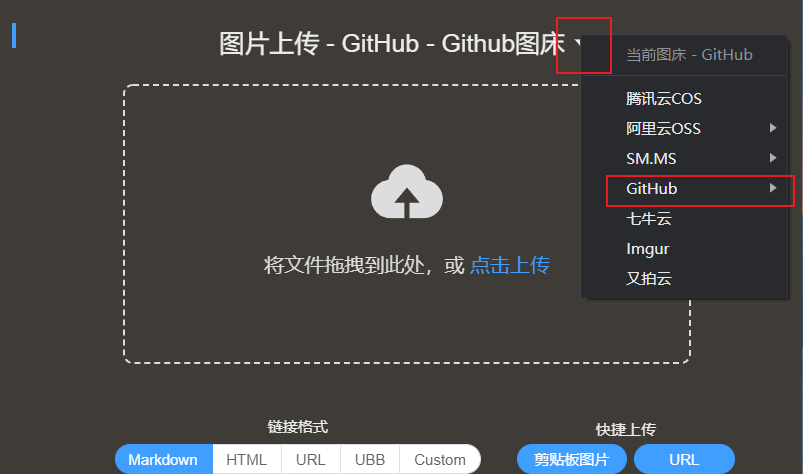 图片上传 - GitHub - Github图床
当前图床 - GitHub
腾讯云COS
阿里云OSS
SM.MS
GitHub
七牛云
Imgur
又拍云
将文件拖拽到此处，或 点击上传
链接格式
Markdown HTML URL UBB Custom
快捷上传
剪贴板图片 URL